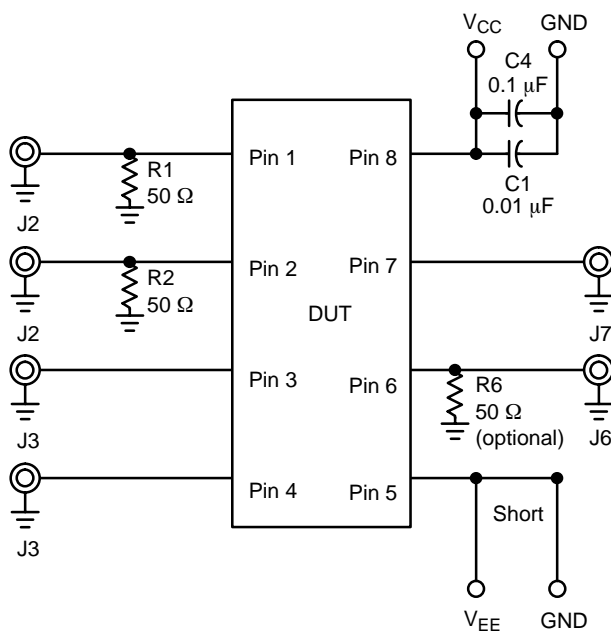 V_CC
GND
C4
0.1 µF
Pin 1
Pin 8
R1
50 Ω
C1
0.01 µF
J2
Pin 2
Pin 7
R2
50 Ω
DUT
J2
J7
Pin 3
Pin 6
R6
50 Ω
(optional)
J3
J6
Pin 4
Pin 5
Short
J3
V_EE
GND